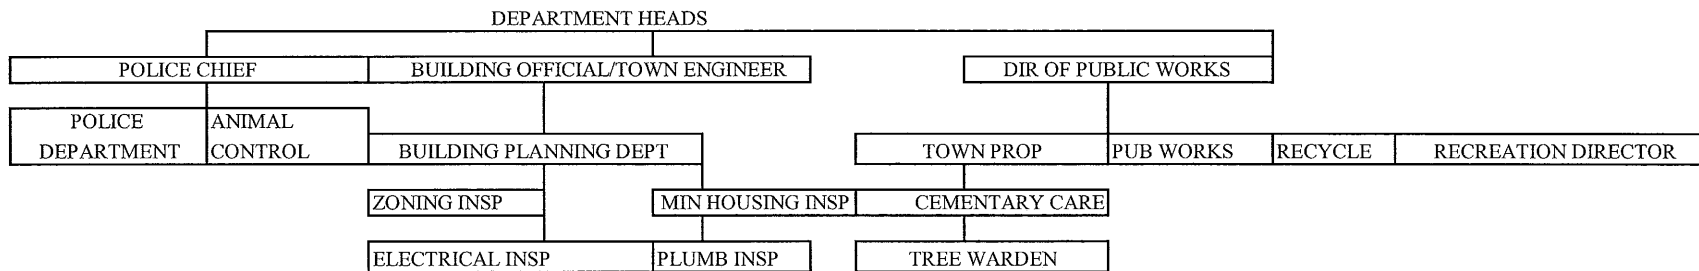 DEPARTMENT HEADS
POLICE CHIEF
BUILDING OFFICIAL/TOWN ENGINEER
DIR OF PUBLIC WORKS
POLICE
DEPARTMENT
ANIMAL
CONTROL
BUILDING PLANNING DEPT
TOWN PROP
PUB WORKS
RECYCLE
RECREATION DIRECTOR
ZONING INSP
MIN HOUSING INSP
CEMENTARY CARE
ELECTRICAL INSP
PLUMB INSP
TREE WARDEN